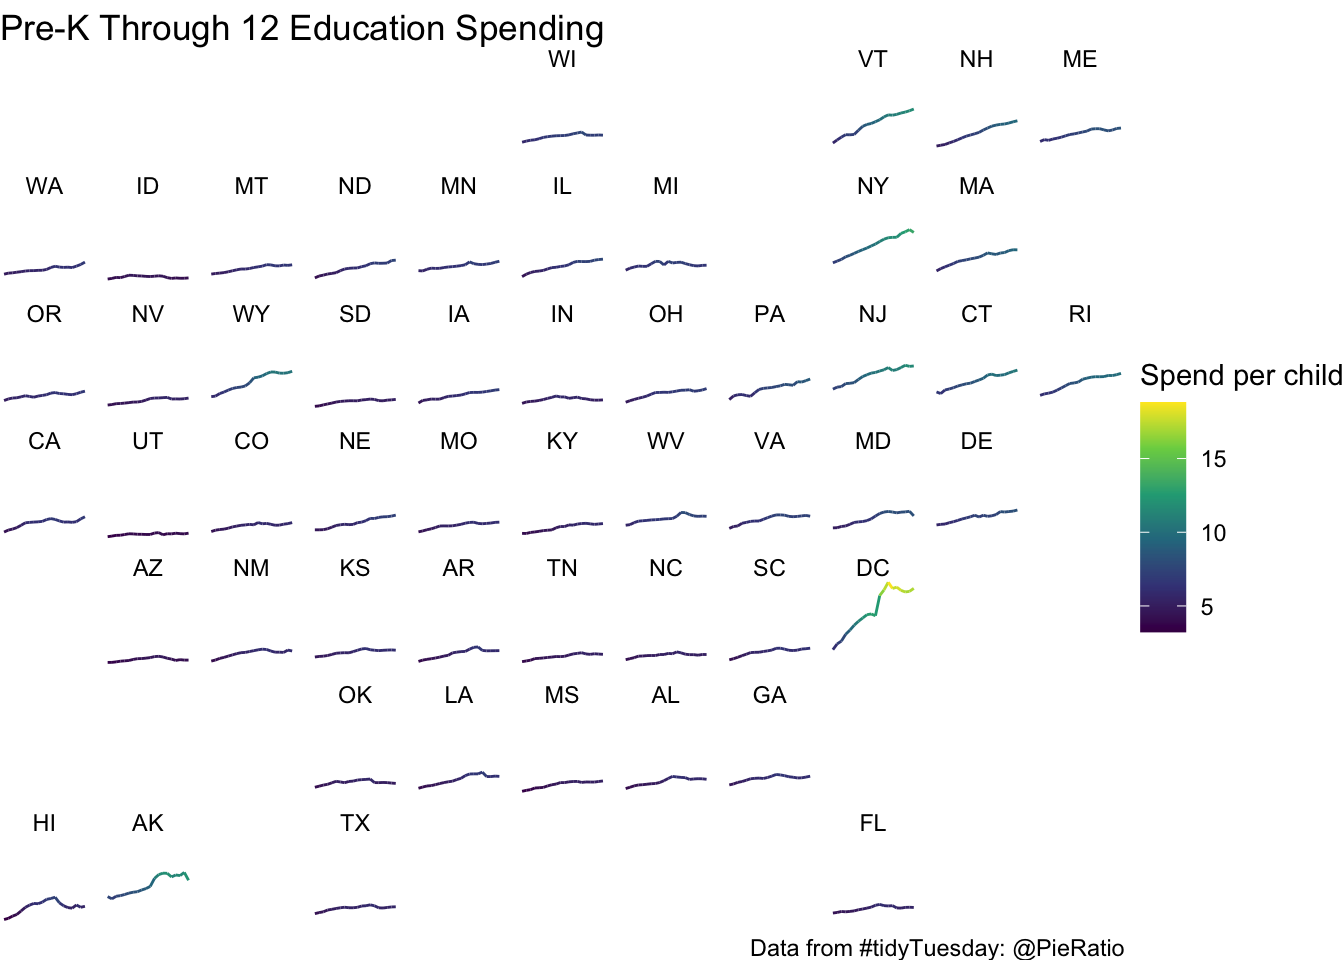 Pre-K Through 12 Education Spending
WI VT NH ME
WA ID MT ND MN IL MI NY MA
OR NV WY SD IA IN OH PA NJ CT RI
CA UT CO NE MO KY WV VA MD DE
AZ NM KS AR TN NC SC DC
OK LA MS AL GA
HI AK TX FL
Spend per child
15
10
5
Data from #tidyTuesday: @PieRatio